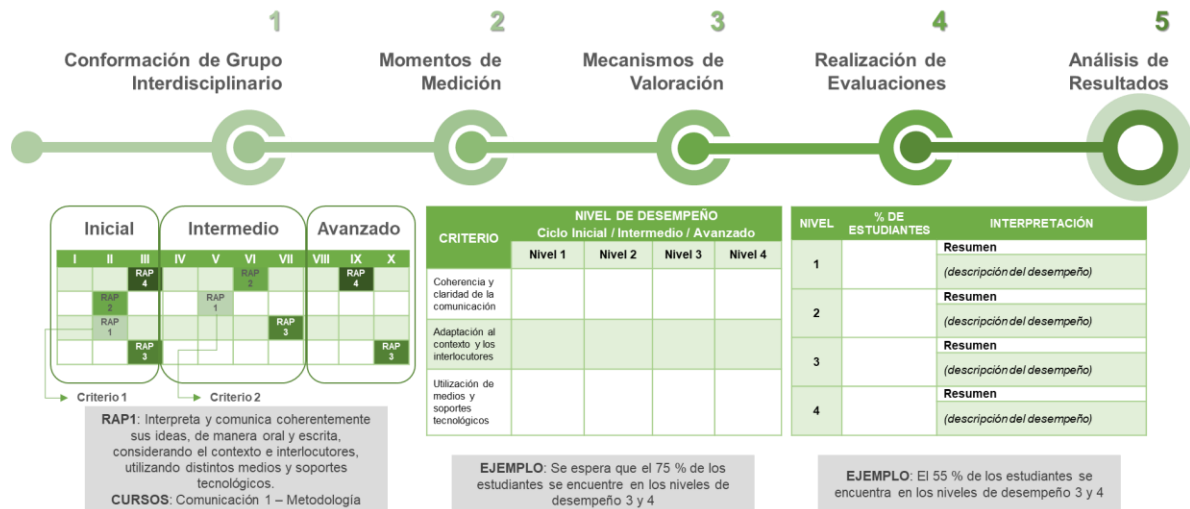 1
Conformación de Grupo
Interdisciplinario
2
Momentos de
Medición
3
Mecanismos de
Valoración
4
Realización de
Evaluaciones
5
Análisis de
Resultados
Inicial
Intermedio
Avanzado
I II III IV V VI VII VIII IX X
RAP
4
RAP
2
RAP
4
RAP
2
RAP
1
RAP
1
RAP
3
RAP
3
RAP
3
Criterio 1
Criterio 2
RAP1: Interpreta y comunica coherentemente
sus ideas, de manera oral y escrita,
considerando el contexto e interlocutores,
utilizando distintos medios y soportes
tecnológicos.
CURSOS: Comunicación 1 – Metodología
CRITERIO
NIVEL DE DESEMPEÑO
Ciclo Inicial / Intermedio / Avanzado
Nivel 1 Nivel 2 Nivel 3 Nivel 4
Coherencia y
claridad de la
comunicación
Adaptación al
contexto y los
interlocutores
Utilización de
medios y
soportes
tecnológicos
EJEMPLO: Se espera que el 75 % de los
estudiantes se encuentre en los niveles de
desempeño 3 y 4
NIVEL
% DE
ESTUDIANTES
INTERPRETACIÓN
1
Resumen
(descripción del desempeño)
2
Resumen
(descripción del desempeño)
3
Resumen
(descripción del desempeño)
4
Resumen
(descripción del desempeño)
EJEMPLO: El 55 % de los estudiantes se
encuentra en los niveles de desempeño 3 y 4